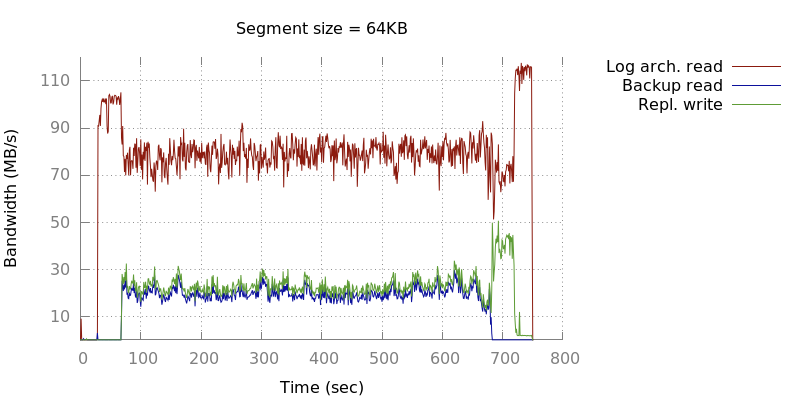 Segment size = 64KB
Log arch. read
Backup read
Repl. write
Bandwidth (MB/s)
110
90
70
50
30
10
0 100 200 300 400 500 600 700 800
Time (sec)